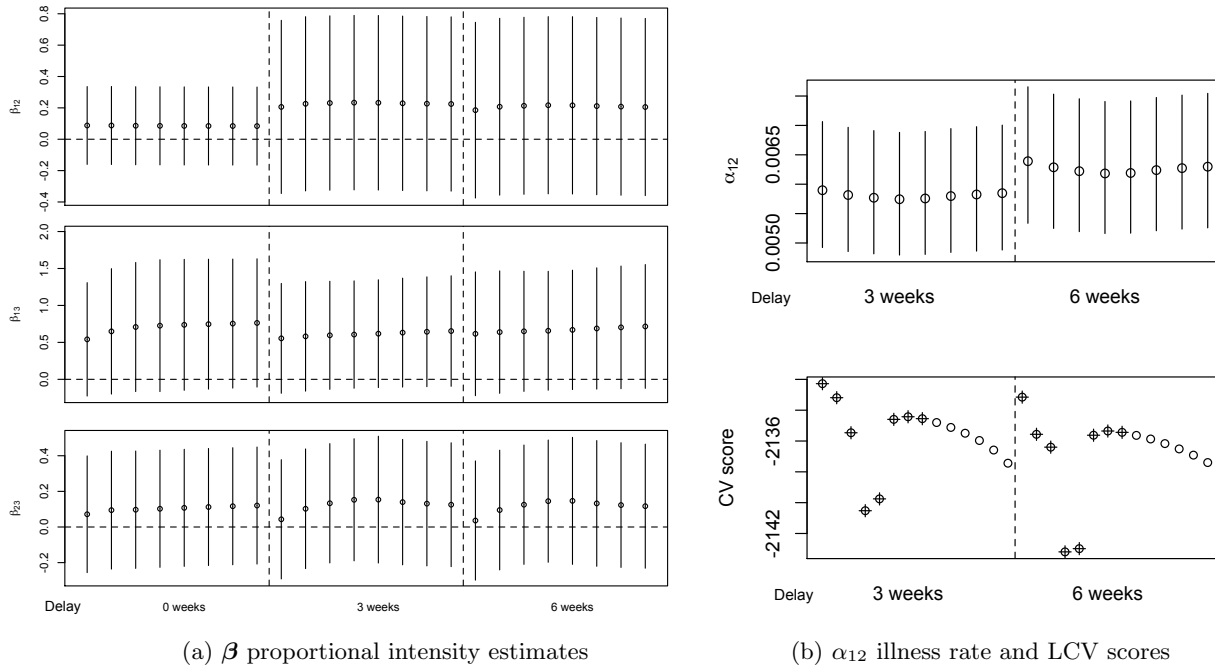 0.8
0.6
0.4
0.2
0.0
-0.2
-0.4
β12
2.0
1.5
1.0
0.5
0.0
β13
0.4
0.2
0.0
-0.2
β23
Delay 0 weeks 3 weeks 6 weeks
(a) β proportional intensity estimates
0.0065
0.0050
α12
Delay 3 weeks 6 weeks
-2136
-2142
CV score
Delay 3 weeks 6 weeks
(b) α12 illness rate and LCV scores